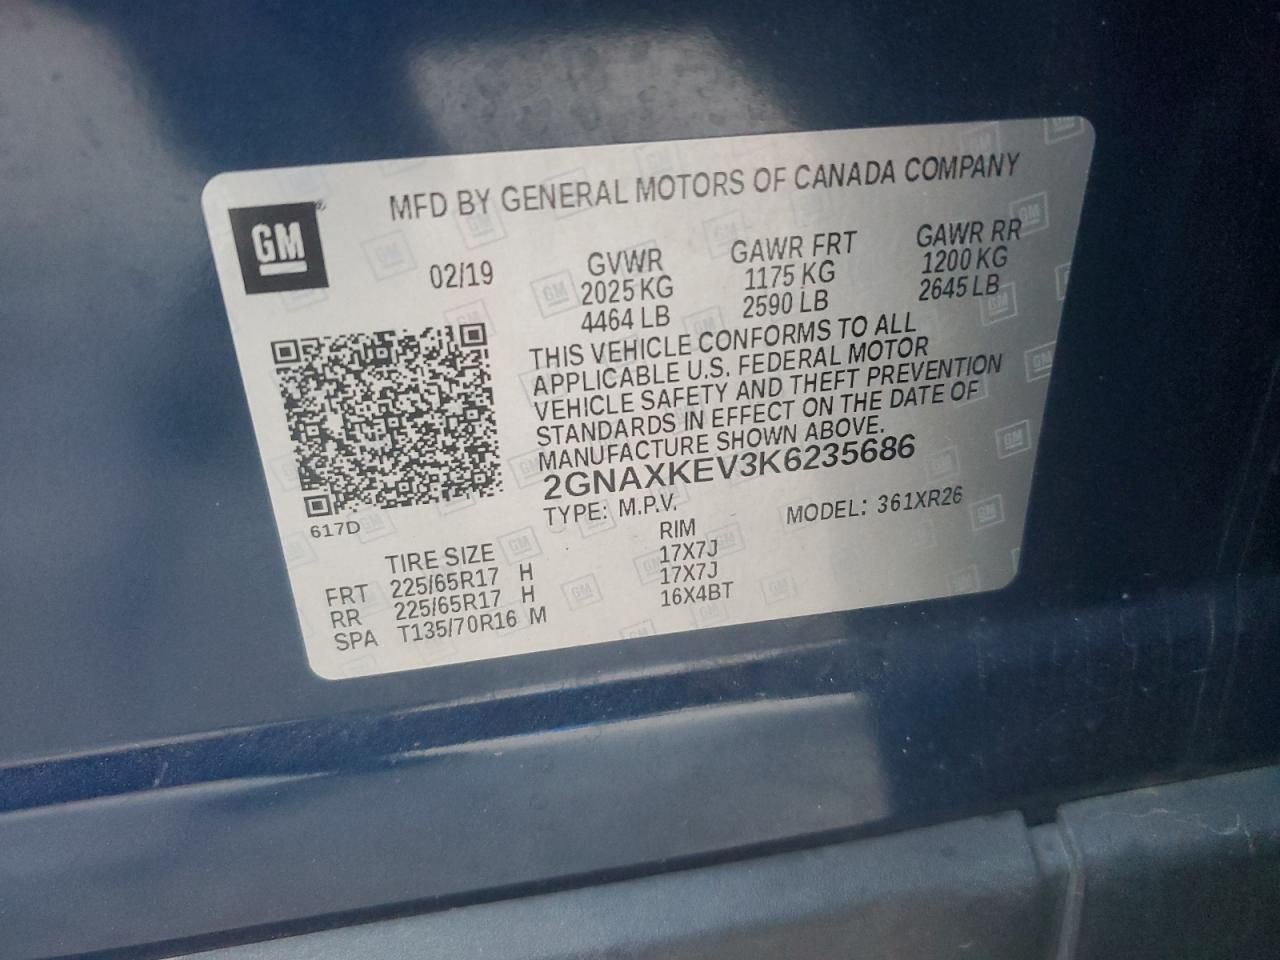 MFD BY GENERAL MOTORS OF CANADA COMPANY
GM
02/19
GVWR
2025 KG
4464 LB
GAWR FRT
1175 KG
2590 LB
GAWR RR
1200 KG
2645 LB
THIS VEHICLE CONFORMS TO ALL
APPLICABLE U.S. FEDERAL MOTOR
VEHICLE SAFETY AND THEFT PREVENTION
STANDARDS IN EFFECT ON THE DATE OF
MANUFACTURE SHOWN ABOVE.
2GNAXKEV3K6235686
TYPE: M.P.V.
MODEL: 361XR26
617D
TIRE SIZE
RIM
FRT 225/65R17 H 17X7J
RR 225/65R17 H 17X7J
SPA T135/70R16 M 16X4BT